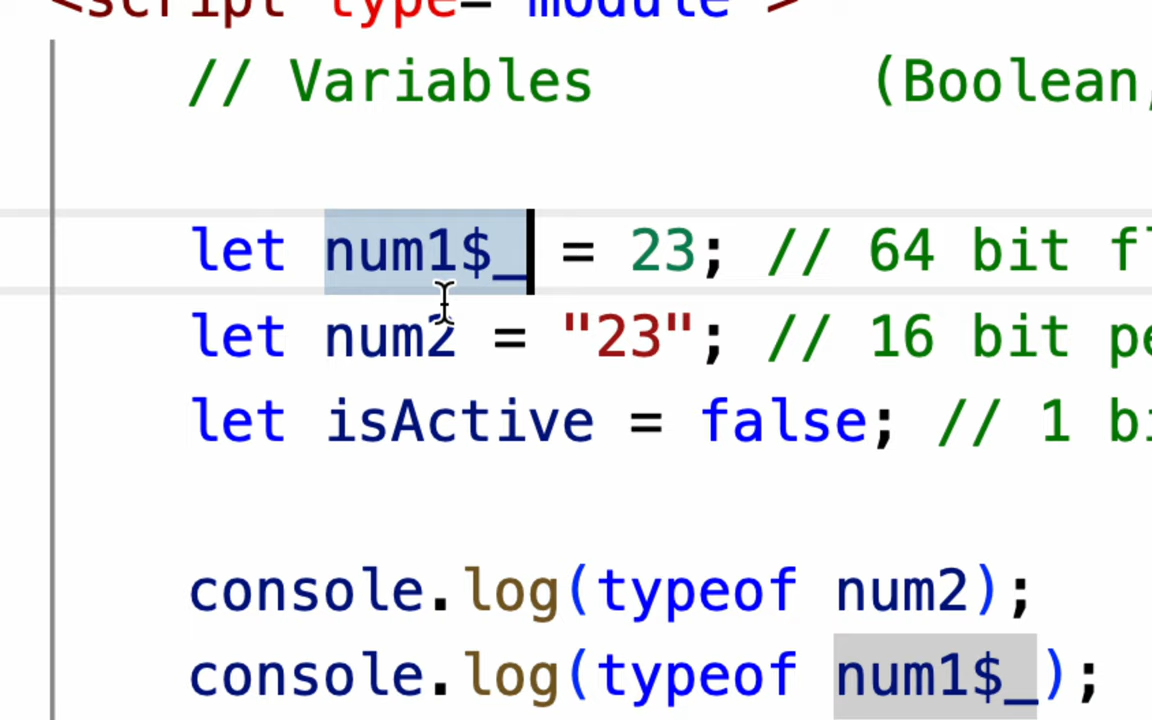 <script type="module">
// Variables (Boolean,
let num1$_ = 23; // 64 bit fl
let num2 = "23"; // 16 bit pe
let isActive = false; // 1 bi
console.log(typeof num2);
console.log(typeof num1$_);